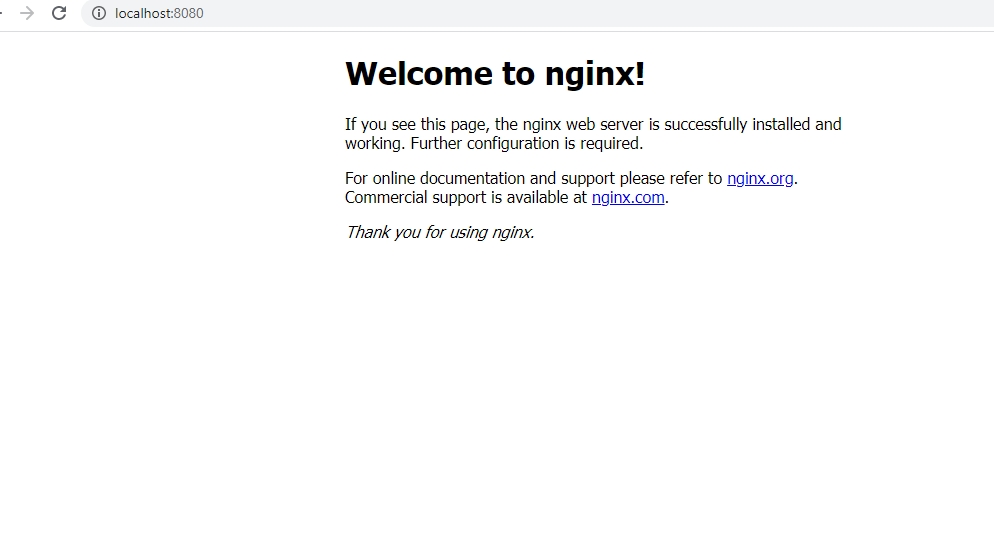 localhost:8080
Welcome to nginx!
If you see this page, the nginx web server is successfully installed and
working. Further configuration is required.
For online documentation and support please refer to nginx.org.
Commercial support is available at nginx.com.
Thank you for using nginx.